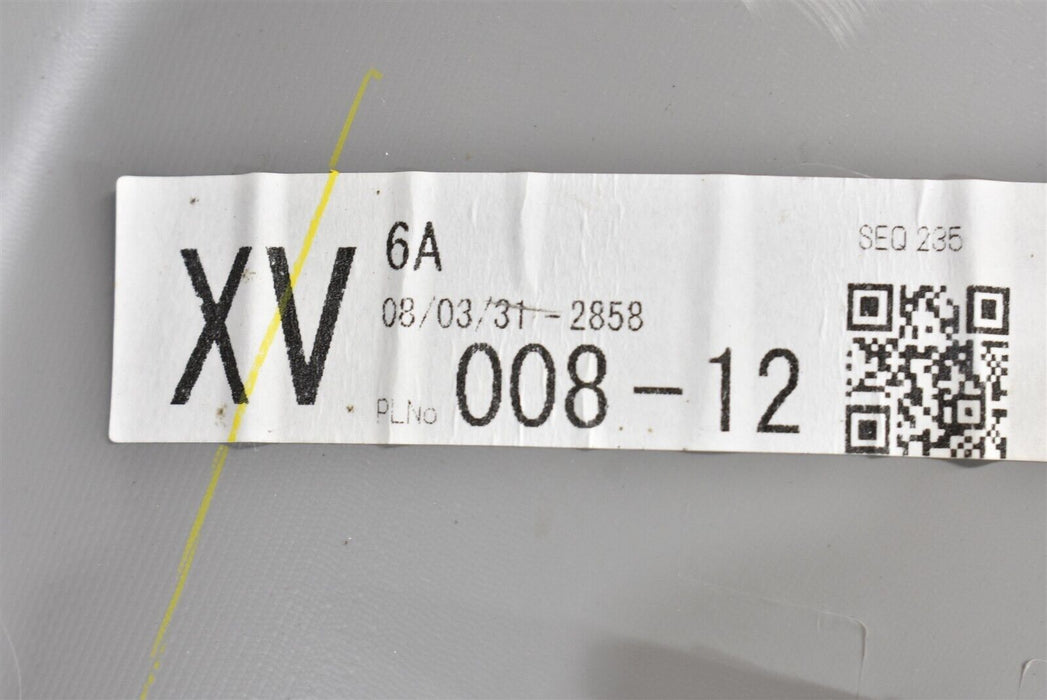 XV
6A
SEQ 235
08/03/31-2858
PLNo 008-12